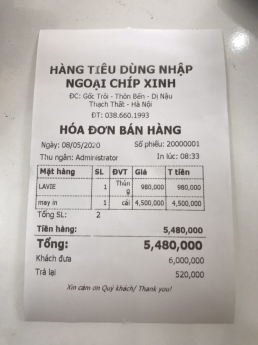 HÀNG TIÊU DÙNG NHẬP
NGOẠI CHÍP XINH
ĐC: Gốc Trôi - Thôn Bến - Dị Nậu
Thạch Thất - Hà Nội
ĐT: 038.660.1993
HÓA ĐƠN BÁN HÀNG
Ngày: 08/05/2020 Số phiếu: 20000001
Thu ngân: Administrator In lúc: 08:33
Mặt hàng SL ĐVT Giá T tiền
LAVIE 1 Thùng 980,000 980,000
may in 1 cái 4,500,000 4,500,000
Tổng SL: 2
Tiền hàng: 5,480,000
Tổng: 5,480,000
Khách đưa 6,000,000
Trả lại 520,000
Xin cảm ơn Quý khách/ Thank you!